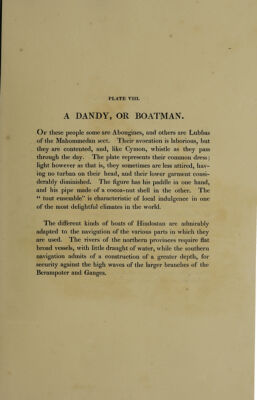 PLATE VIII.
A DANDY, OR BOATMAN.
Of these people some are Aborigines, and others are Lubbas
of the Mahommedan sect. Their avocation is laborious, but
they are contented, and, like Cymon, whistle as they pass
through the day. The plate represents their common dress;
light however as that is, they sometimes are less attired, hav-
ing no turban on their head, and their lower garment consi-
derably diminished. The figure has his paddle in one hand,
and his pipe made of a cocoa-nut shell in the other. The
“ tout ensemble” is characteristic of local indulgence in one
of the most delightful climates in the world.
The different kinds of boats of Hindostan are admirably
adapted to the navigation of the various parts in which they
are used. The rivers of the northern provinces require flat
broad vessels, with little draught of water, while the southern
navigation admits of a construction of a greater depth, for
security against the high waves of the larger branches of the
Berampoter and Ganges.